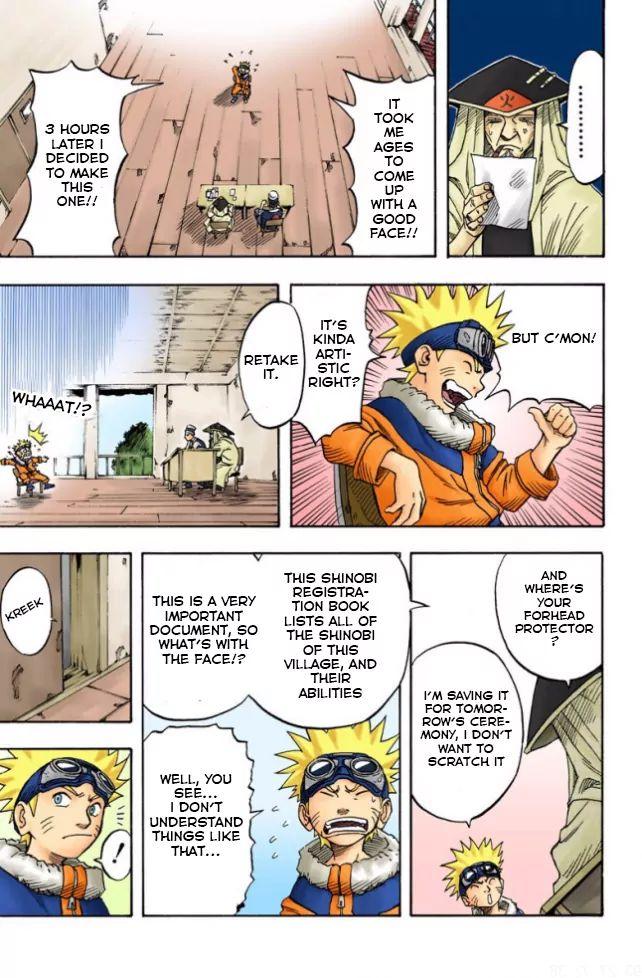 .........
火
IT
TOOK
ME
AGES TO
COME
UP
WITH A
GOOD
FACE!!
3 HOURS
LATER I
DECIDED
TO MAKE
THIS
ONE!!
BUT C'MON!
IT'S
KINDA
ARTI-
STIC
RIGHT?
RETAKE
IT.
WHAAAT!?
AND
WHERE'S
YOUR
FORHEAD
PROTECTOR
?
I'M SAVING IT
FOR TOMOR-
ROW'S CERE-
MONY, I DON'T
WANT TO
SCRATCH IT
THIS SHINOBI
REGISTRA-
TION BOOK
LISTS ALL OF
THE SHINOBI
OF THIS
VILLAGE, AND
THEIR
ABILITIES
THIS IS A VERY
IMPORTANT
DOCUMENT, SO
WHAT'S WITH
THE FACE!?
WELL, YOU
SEE...
I DON'T
UNDERSTAND
THINGS LIKE
THAT...
KREEK
!